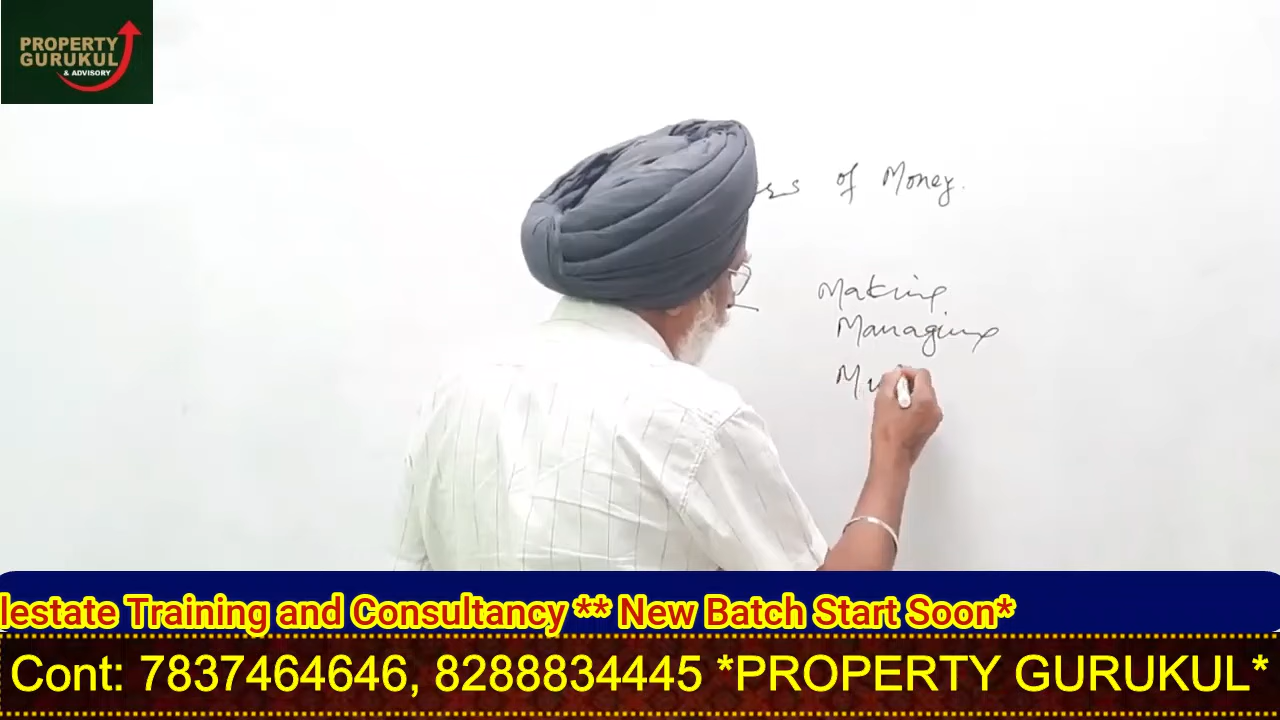 PROPERTY
GURUKUL
& ADVISORY
of Money.
Making
Managing
lestate Training and Consultancy ** New Batch Start Soon*
Cont: 7837464646, 8288834445 *PROPERTY GURUKUL*